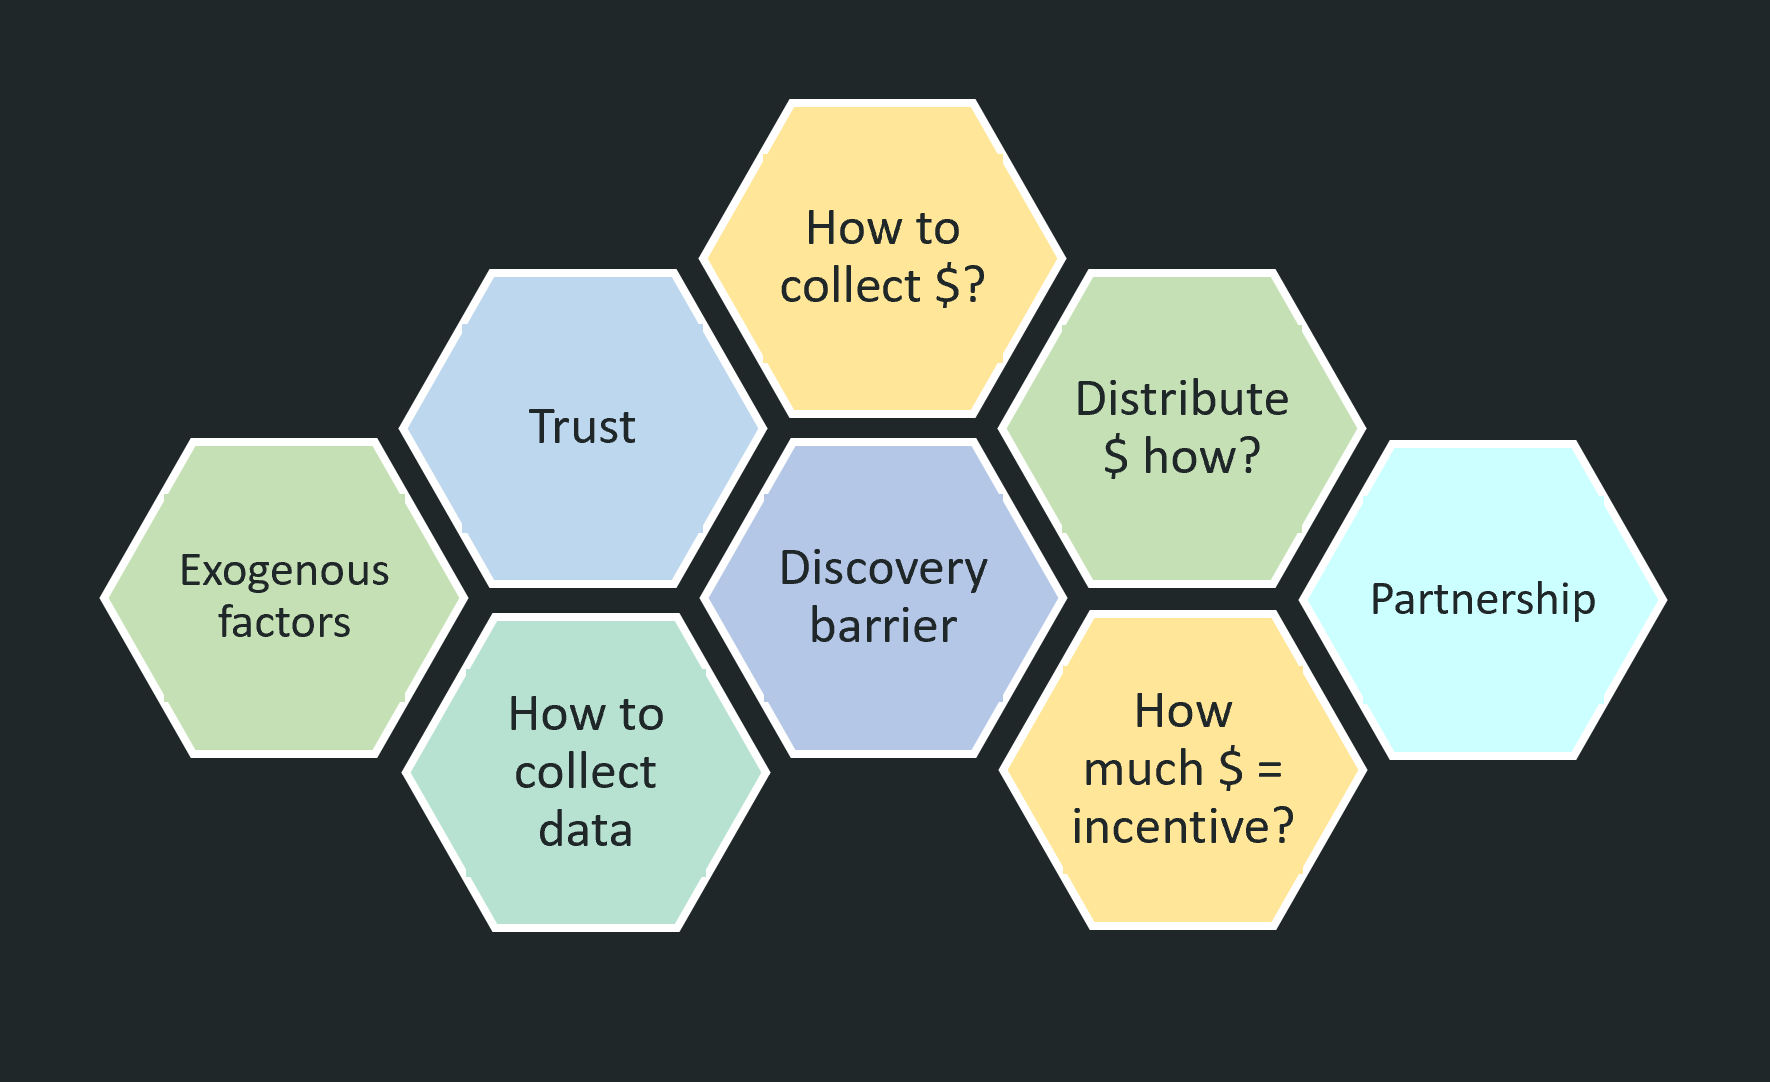 How to
collect $?
Trust
Distribute
$ how?
Exogenous
factors
Discovery
barrier
Partnership
How to
collect
data
How
much $ =
incentive?